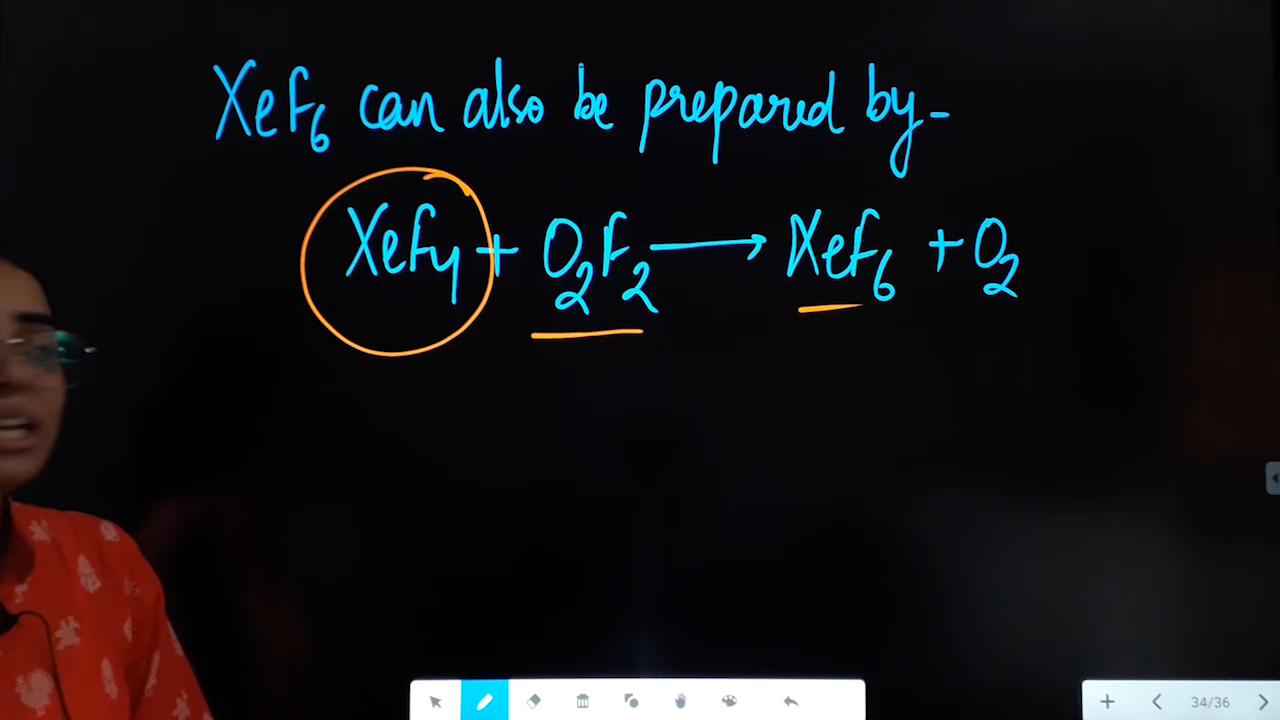 XeF6 can also be prepared by-
XeF4 + O2F2 → XeF6 + O2
34/36